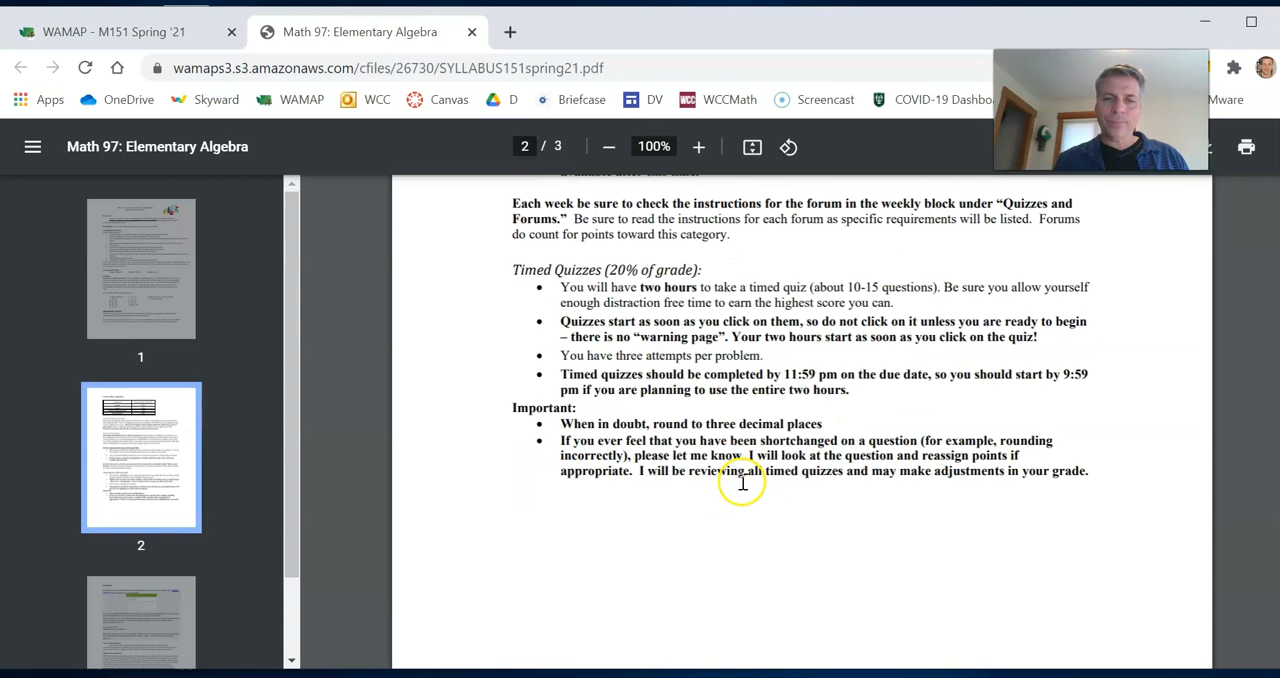 WAMAP - M151 Spring '21
Math 97: Elementary Algebra
wamaps3.s3.amazonaws.com/cfiles/26730/SYLLABUS151spring21.pdf
Apps OneDrive Skyward WAMAP WCC Canvas D Briefcase DV WCCMath Screencast COVID-19 Dashbo Mware
Math 97: Elementary Algebra
2 / 3
100%
Each week be sure to check the instructions for the forum in the weekly block under “Quizzes and
Forums.” Be sure to read the instructions for each forum as specific requirements will be listed. Forums
do count for points toward this category.
Timed Quizzes (20% of grade):
• You will have two hours to take a timed quiz (about 10-15 questions). Be sure you allow yourself
enough distraction free time to earn the highest score you can.
• Quizzes start as soon as you click on them, so do not click on it unless you are ready to begin
– there is no “warning page”. Your two hours start as soon as you click on the quiz!
• You have three attempts per problem.
• Timed quizzes should be completed by 11:59 pm on the due date, so you should start by 9:59
pm if you are planning to use the entire two hours.
Important:
• When in doubt, round to three decimal places
• If you ever feel that you have been shortchanged on a question (for example, rounding
incorrectly), please let me know. I will look at the question and reassign points if
appropriate. I will be reviewing all timed quizzes and may make adjustments in your grade.
1
2